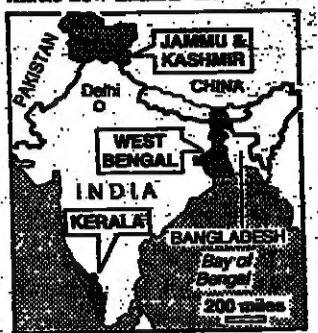 PAKISTAN
JAMMU &
KASHMIR
Delhi
CHINA
WEST
BENGAL
INDIA
KERALA
BANGLADESH
Bay of
Bengal
200 miles